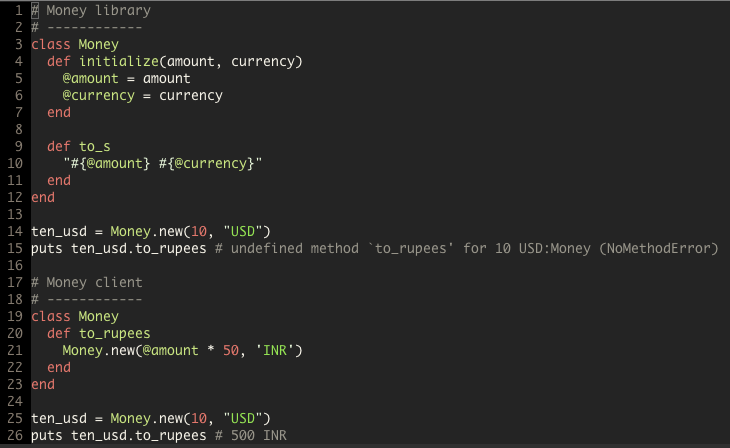 1 # Money library
2 # ------------
3 class Money
4   def initialize(amount, currency)
5     @amount = amount
6     @currency = currency
7   end
8
9   def to_s
10     "#{@amount} #{@currency}"
11   end
12 end
13
14 ten_usd = Money.new(10, "USD")
15 puts ten_usd.to_rupees # undefined method `to_rupees' for 10 USD:Money (NoMethodError)
16
17 # Money client
18 # ------------
19 class Money
20   def to_rupees
21     Money.new(@amount * 50, 'INR')
22   end
23 end
24
25 ten_usd = Money.new(10, "USD")
26 puts ten_usd.to_rupees # 500 INR